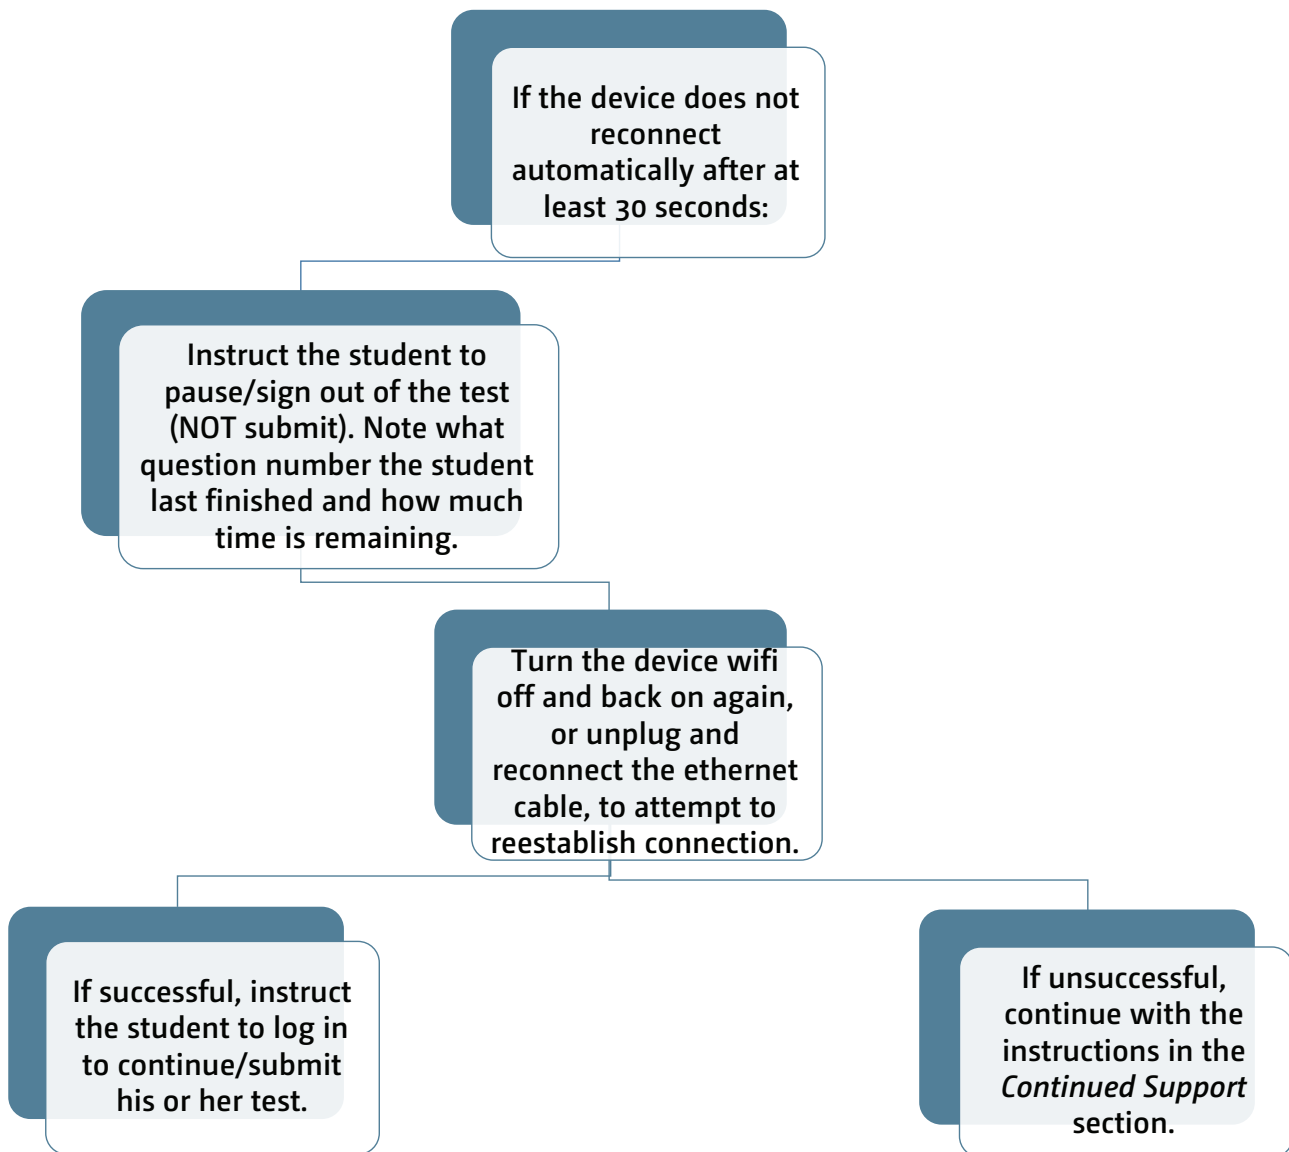 If the device does not
reconnect
automatically after at
least 30 seconds:
Instruct the student to
pause/sign out of the test
(NOT submit). Note what
question number the student
last finished and how much
time is remaining.
Turn the device wifi
off and back on again,
or unplug and
reconnect the ethernet
cable, to attempt to
reestablish connection.
If successful, instruct
the student to log in
to continue/submit
his or her test.
If unsuccessful,
continue with the
instructions in the
Continued Support
section.